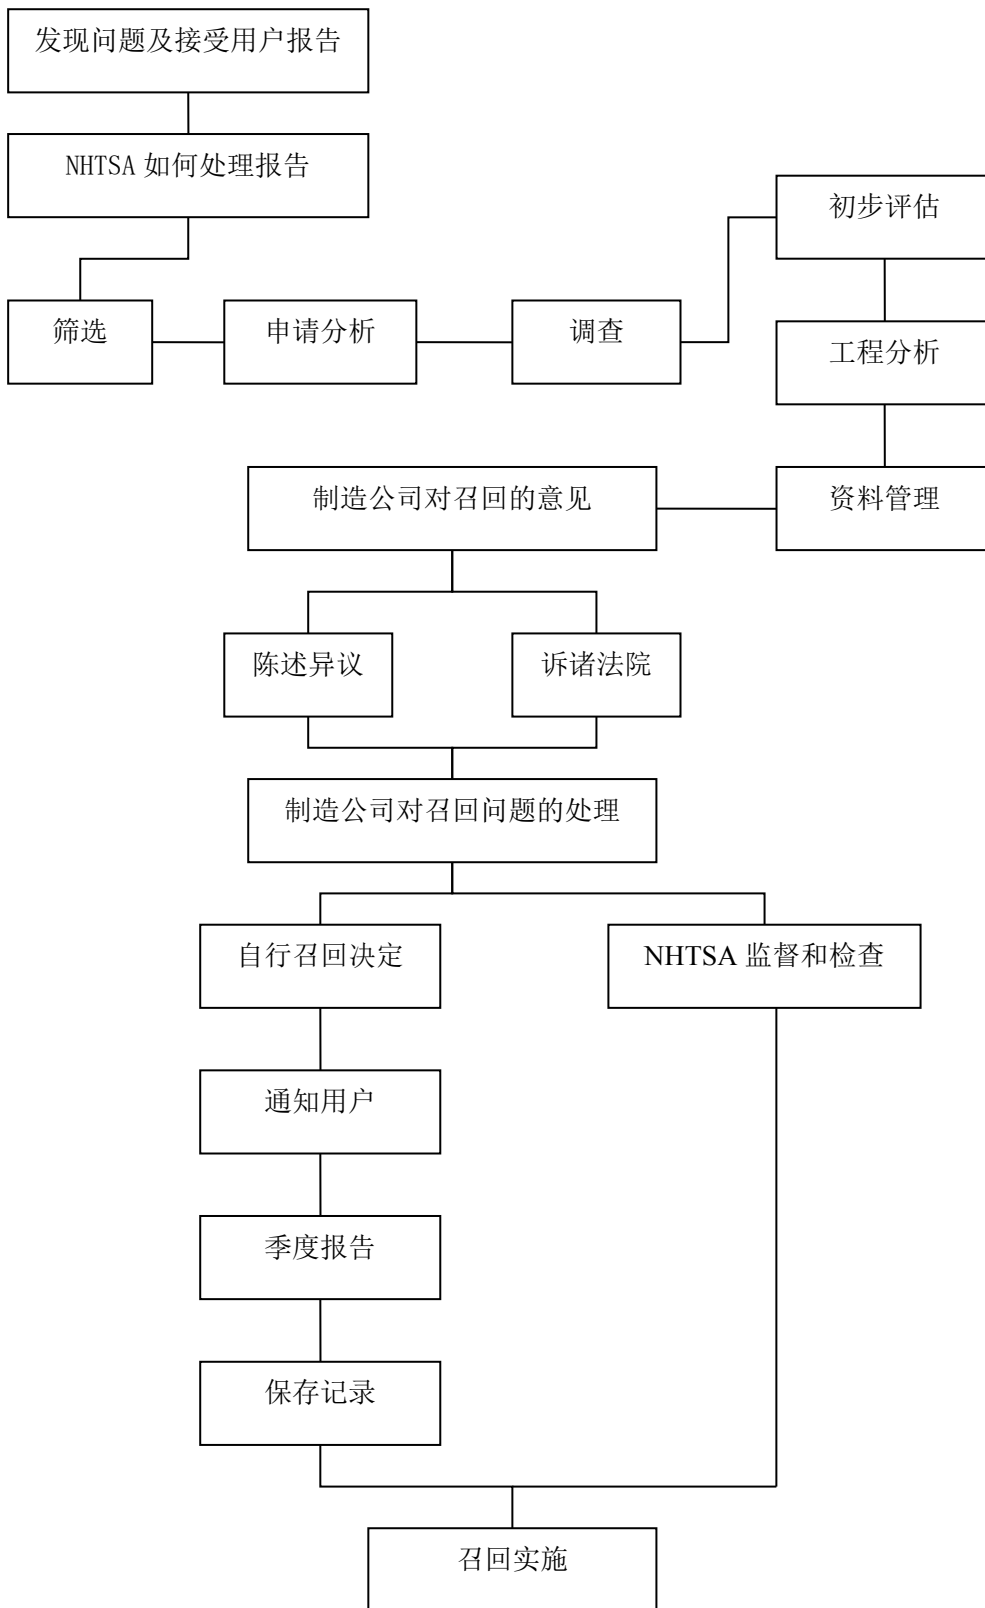 发现问题及接受用户报告
NHTSA 如何处理报告
初步评估
筛选
申请分析
调查
工程分析
制造公司对召回的意见
资料管理
陈述异议
诉诸法院
制造公司对召回问题的处理
自行召回决定
NHTSA 监督和检查
通知用户
季度报告
保存记录
召回实施